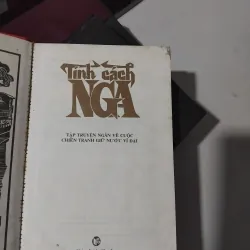 Tính cách
NGA
TẬP TRUYỆN NGẮN VỀ CUỘC
CHIẾN TRANH GIỮ NƯỚC VĨ ĐẠI